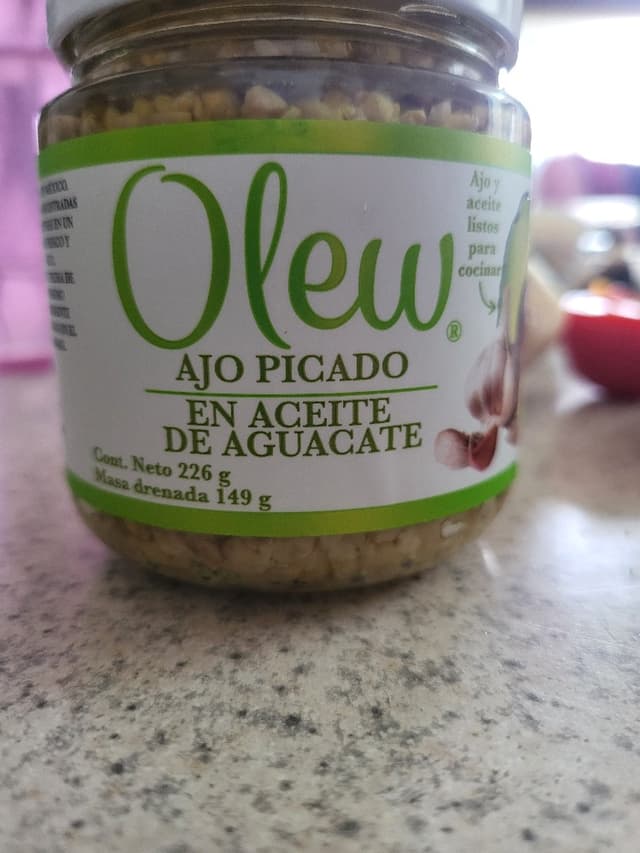 Olew®
AJO PICADO
EN ACEITE
DE AGUACATE
Cont. Neto 226 g
Masa drenada 149 g
Ajo y
aceite
listos
para
cocinar